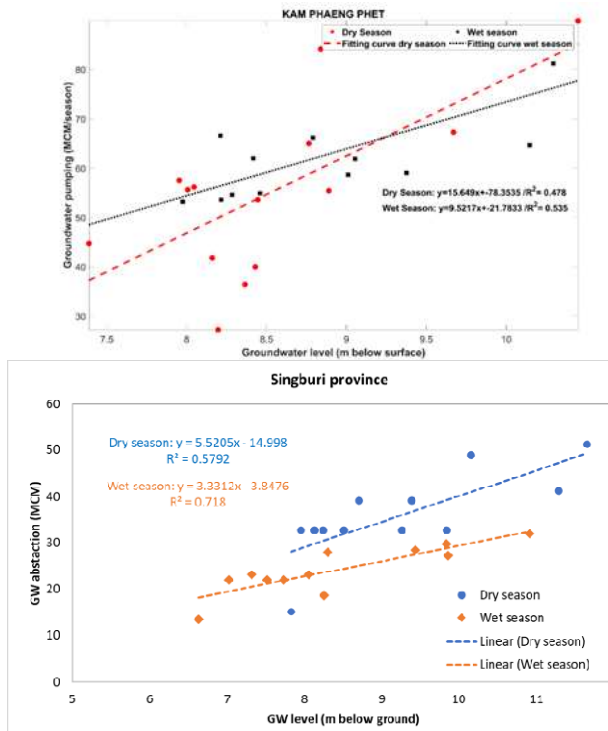 KAM PHAENG PHET
Dry Season
Wet season
Fitting curve dry season
Fitting curve wet season
Groundwater pumping (MCM/season)
80
70
60
50
40
30
Dry Season: y=15.649x+-78.3535 /R²= 0.478
Wet Season: y=9.5217x+-21.7833 /R²= 0.535
7.5 8 8.5 9 9.5 10
Groundwater level (m below surface)
Singburi province
60
50
40
30
20
10
0
GW abstaction (MCM)
Dry season: y = 5.5205x - 14.998
R² = 0.5792
Wet season: y = 3.3312x - 3.8476
R² = 0.718
Dry season
Wet season
Linear (Dry season)
Linear (Wet season)
5 6 7 8 9 10 11
GW level (m below ground)